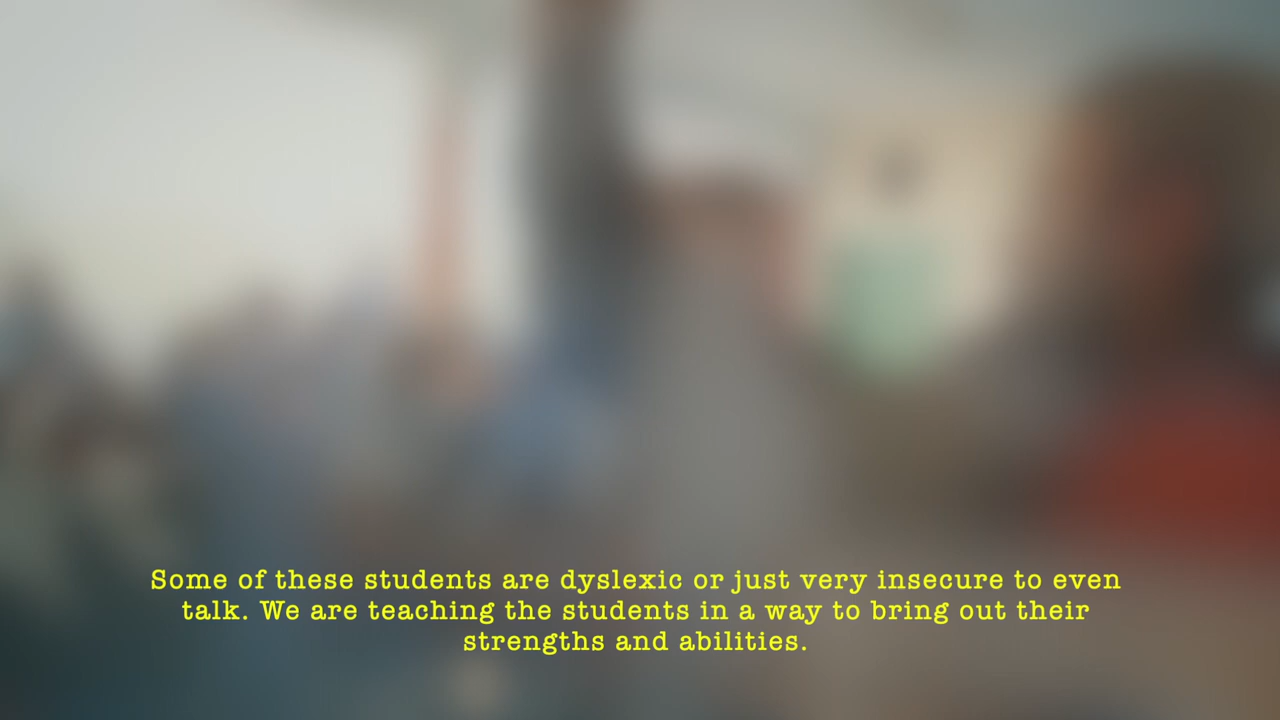 Some of these students are dyslexic or just very insecure to even
talk. We are teaching the students in a way to bring out their
strengths and abilities.